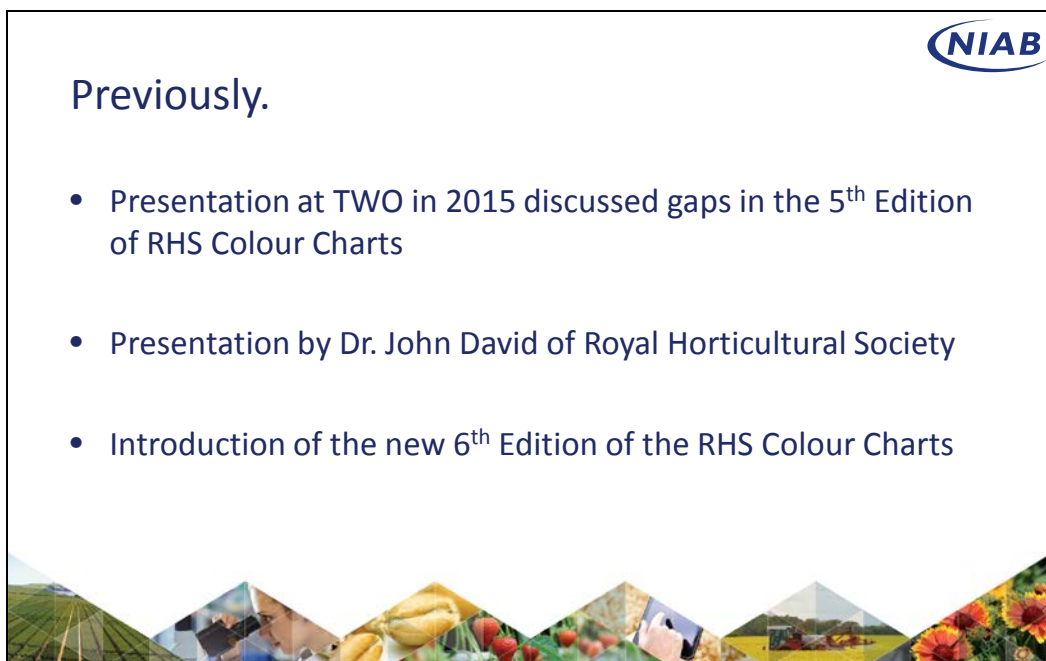 NIAB
Previously.
• Presentation at TWO in 2015 discussed gaps in the 5th Edition
of RHS Colour Charts
• Presentation by Dr. John David of Royal Horticultural Society
• Introduction of the new 6th Edition of the RHS Colour Charts